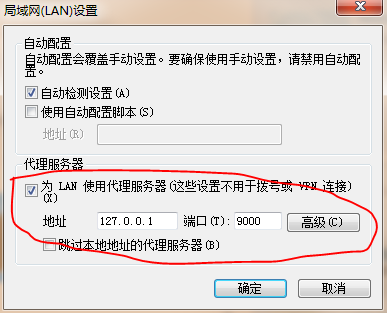 局域网(LAN)设置
自动配置
自动配置会覆盖手动设置。要确保使用手动设置，请禁用自动配
置。
自动检测设置(A)
使用自动配置脚本(S)
地址(R)
代理服务器
为 LAN 使用代理服务器(这些设置不用于拨号或 VPN 连接)
(X)
地址 127.0.0.1 端口(T): 9000 高级(C)
跳过本地地址的代理服务器(B)
确定 取消